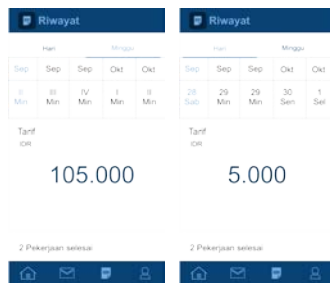 Riwayat
Hari Minggu
Sep Sep Sep Okt Okt
II III IV I II
Min Min Min Min Min
Tarif
IDR
105.000
2 Pekerjaan selesai
Riwayat
Hari Minggu
Sep Sep Sep Okt Okt
28 29 29 30 1
Sab Min Min Sen Sel
Tarif
IDR
5.000
2 Pekerjaan selesai